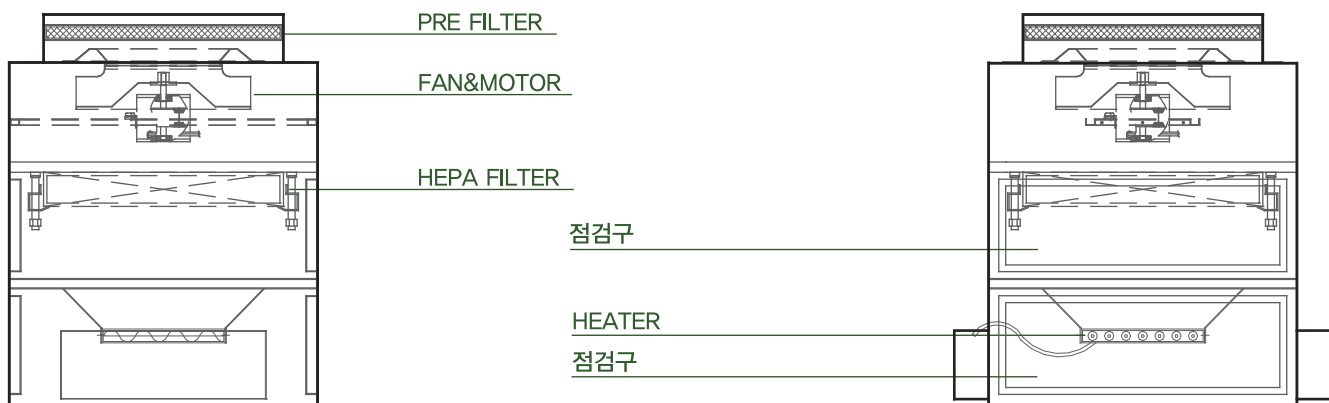 PRE FILTER
FAN&MOTOR
HEPA FILTER
점검구
HEATER
점검구